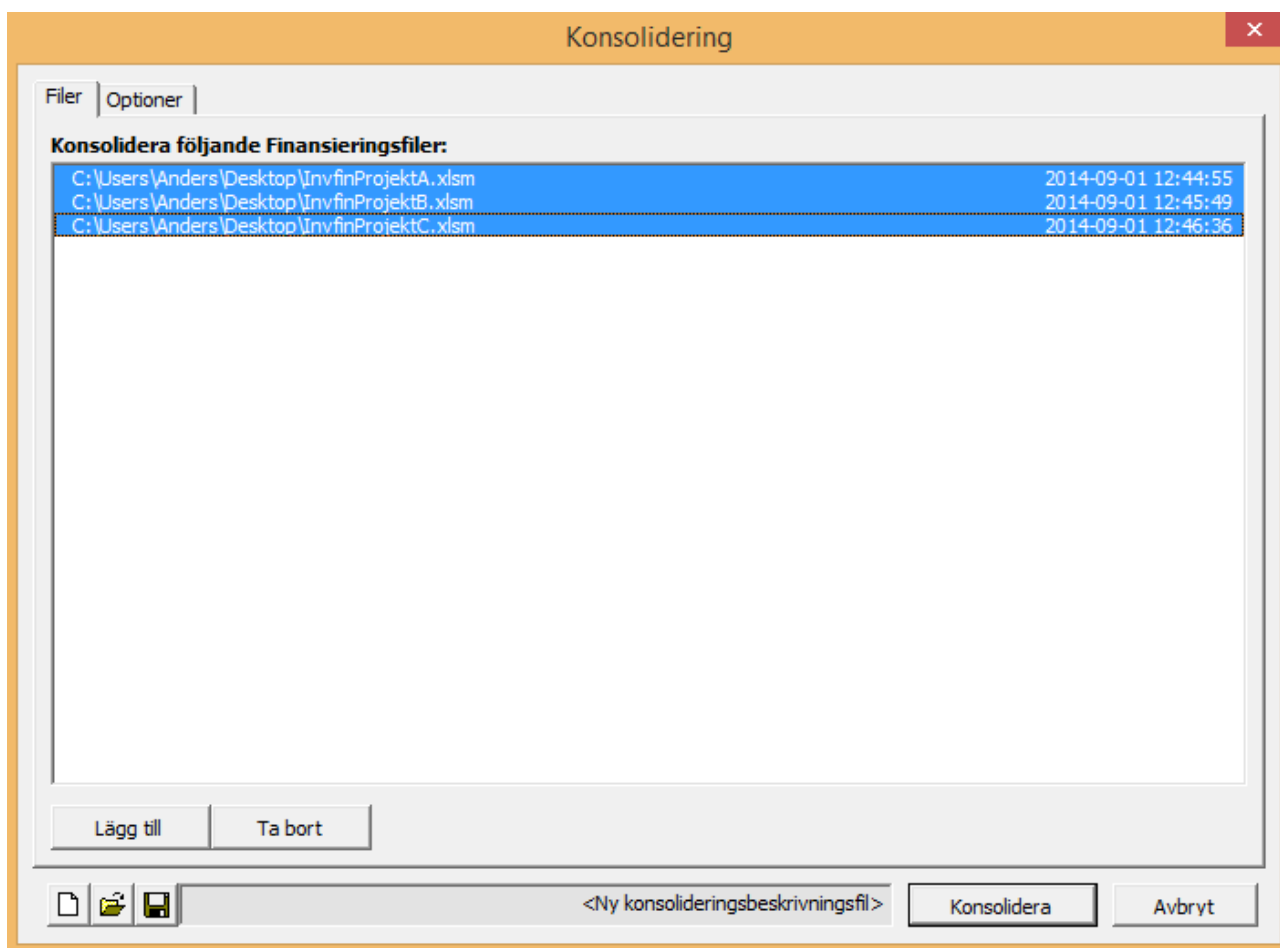 Konsolidering
Filer Optioner
Konsolidera följande Finansieringsfiler:
C:\Users\Anders\Desktop\InvfinProjektA.xlsm 2014-09-01 12:44:55
C:\Users\Anders\Desktop\InvfinProjektB.xlsm 2014-09-01 12:45:49
C:\Users\Anders\Desktop\InvfinProjektC.xlsm 2014-09-01 12:46:36
Lägg till Ta bort
<Ny konsolideringsbeskrivningsfil> Konsolidera Avbryt